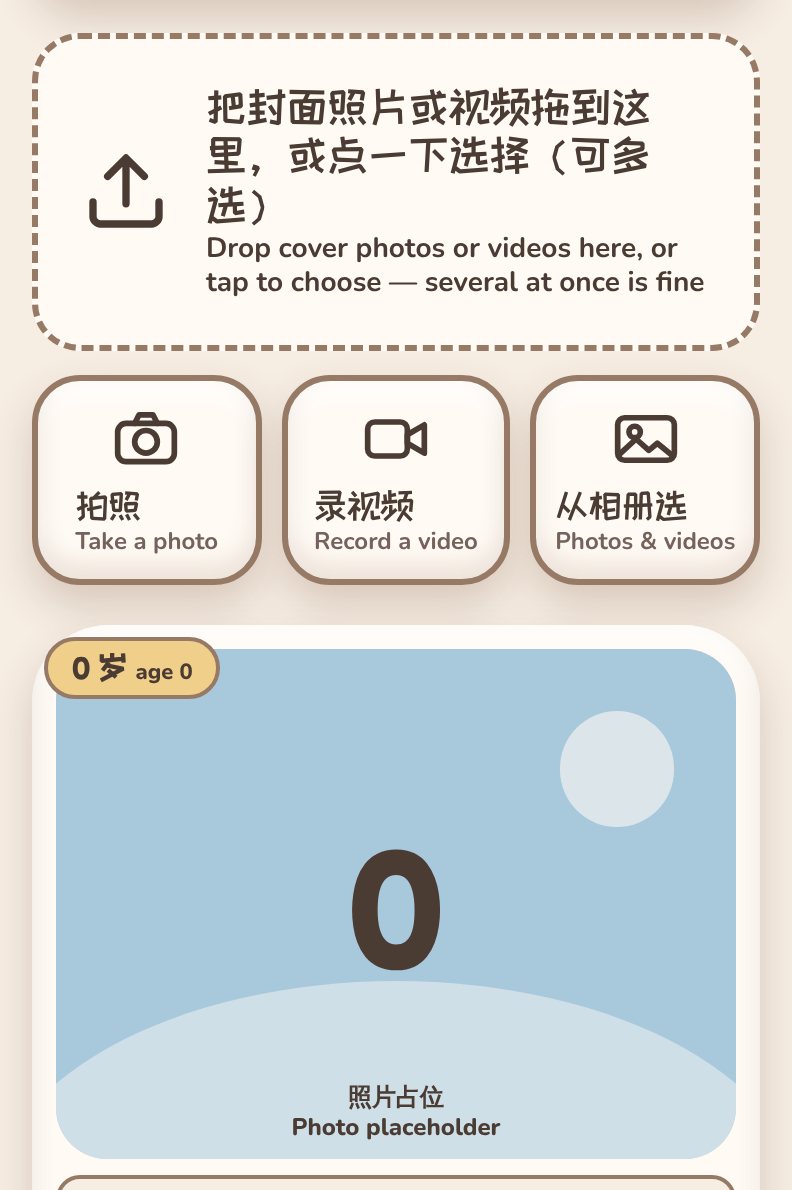 把封面照片或视频拖到这
里，或点一下选择（可多
选）
Drop cover photos or videos here, or
tap to choose — several at once is fine
拍照
Take a photo
录视频
Record a video
从相册选
Photos & videos
0 岁 age 0
0
照片占位
Photo placeholder